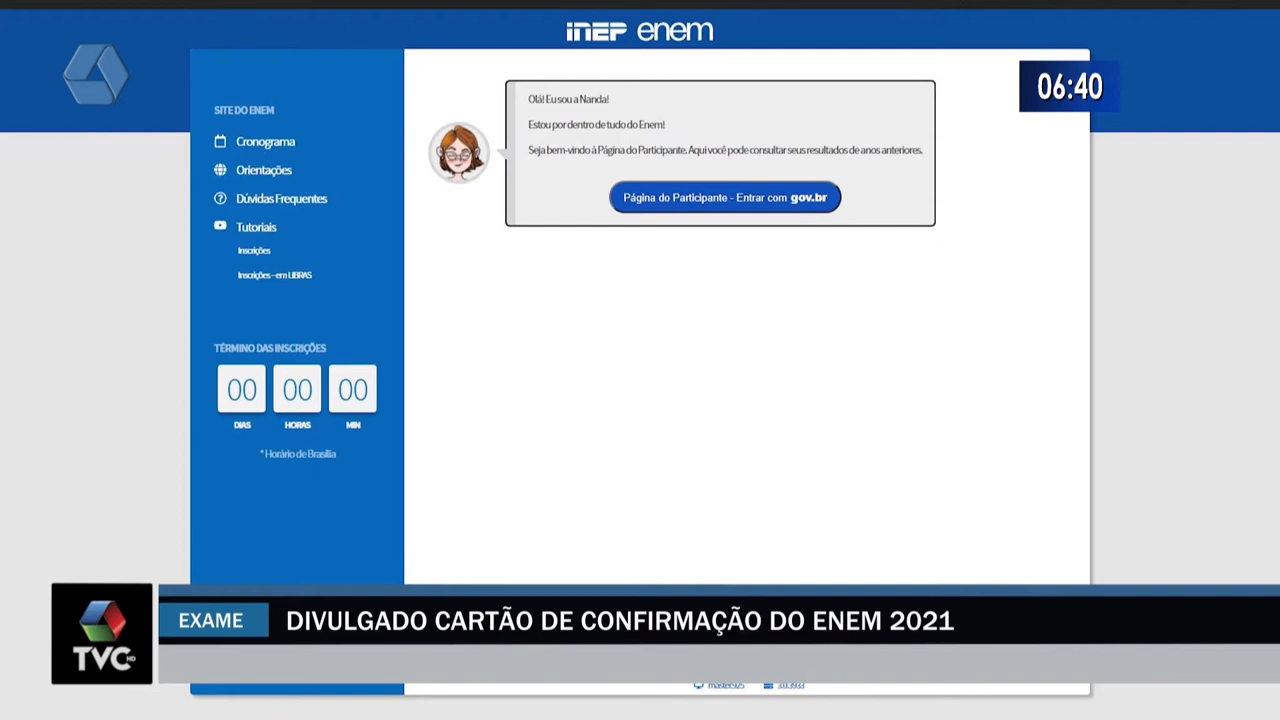 INEP enem
06:40
SITE DO ENEM
Cronograma
Orientações
Dúvidas Frequentes
Tutoriais
Inscrições
Inscrições - em LIBRAS
TÉRMINO DAS INSCRIÇÕES
00 00 00
DIAS HORAS MIN
* Horário de Brasília
Olá! Eu sou a Nanda!
Estou por dentro de tudo do Enem!
Seja bem-vindo à Página do Participante. Aqui você pode consultar seus resultados de anos anteriores.
Página do Participante - Entrar com gov.br
EXAME
DIVULGADO CARTÃO DE CONFIRMAÇÃO DO ENEM 2021
TVC HD